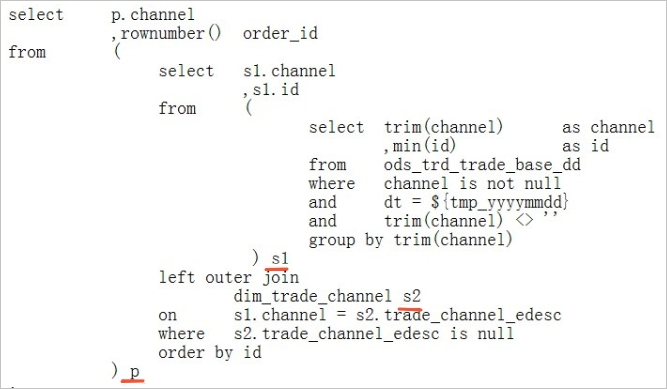 select p.channel
,rownumber() order_id
from (
select s1.channel
,s1.id
from (
select trim(channel) as channel
,min(id) as id
from ods_trd_trade_base_dd
where channel is not null
and dt = ${tmp_yyyymmdd}
and trim(channel) <> ''
group by trim(channel)
) s1
left outer join
dim_trade_channel s2
on s1.channel = s2.trade_channel_edesc
where s2.trade_channel_edesc is null
order by id
) p